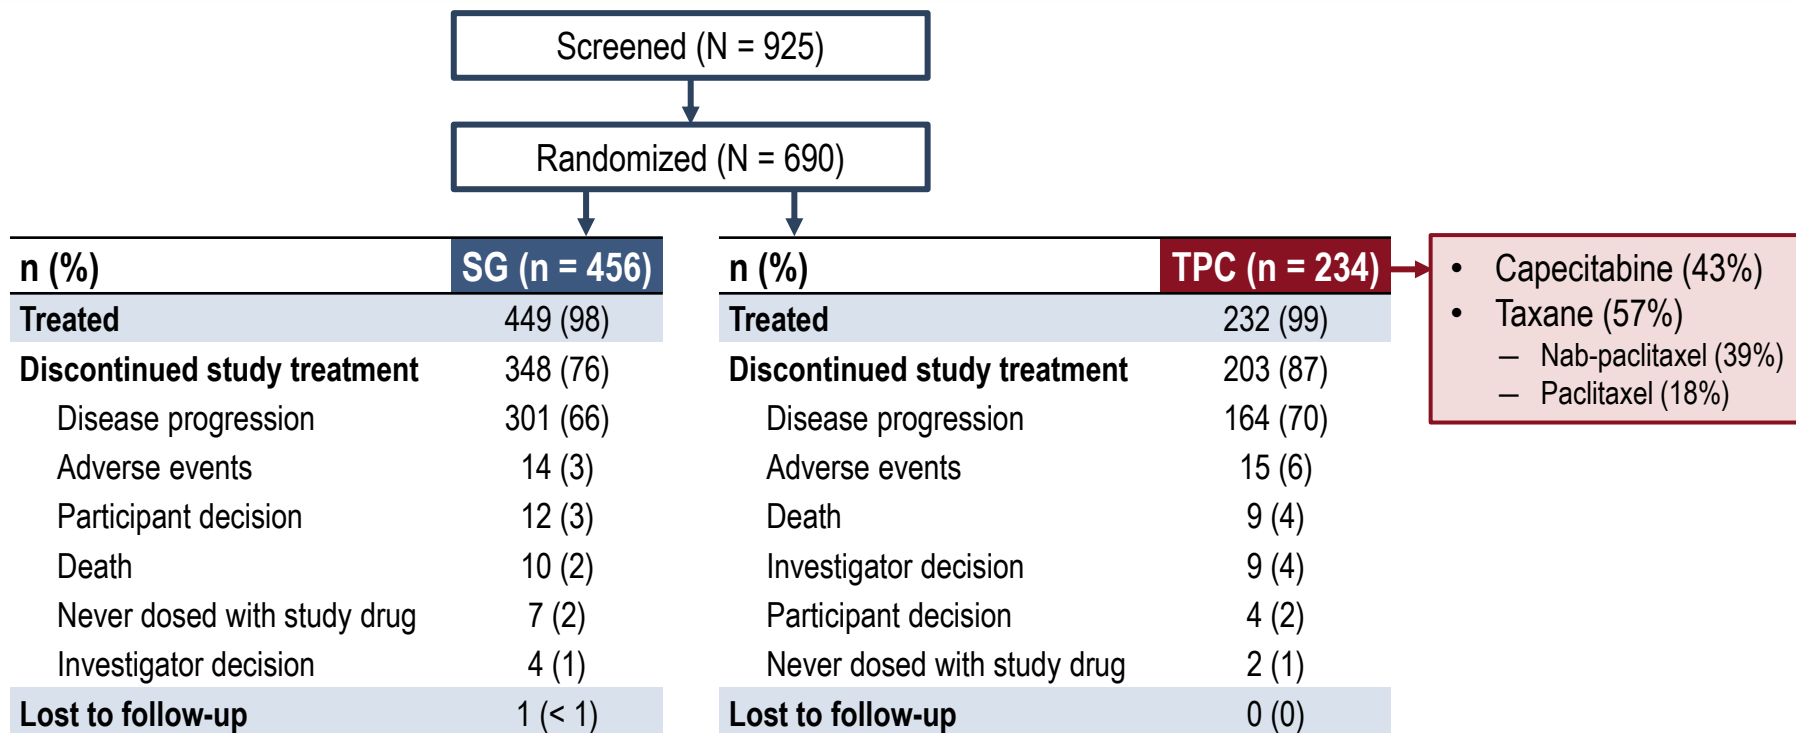 Screened (N = 925)
Randomized (N = 690)
n (%) SG (n = 456)
Treated 449 (98)
Discontinued study treatment 348 (76)
Disease progression 301 (66)
Adverse events 14 (3)
Participant decision 12 (3)
Death 10 (2)
Never dosed with study drug 7 (2)
Investigator decision 4 (1)
Lost to follow-up 1 (< 1)
n (%) TPC (n = 234)
Treated 232 (99)
Discontinued study treatment 203 (87)
Disease progression 164 (70)
Adverse events 15 (6)
Death 9 (4)
Investigator decision 9 (4)
Participant decision 4 (2)
Never dosed with study drug 2 (1)
Lost to follow-up 0 (0)
• Capecitabine (43%)
• Taxane (57%)
– Nab-paclitaxel (39%)
– Paclitaxel (18%)